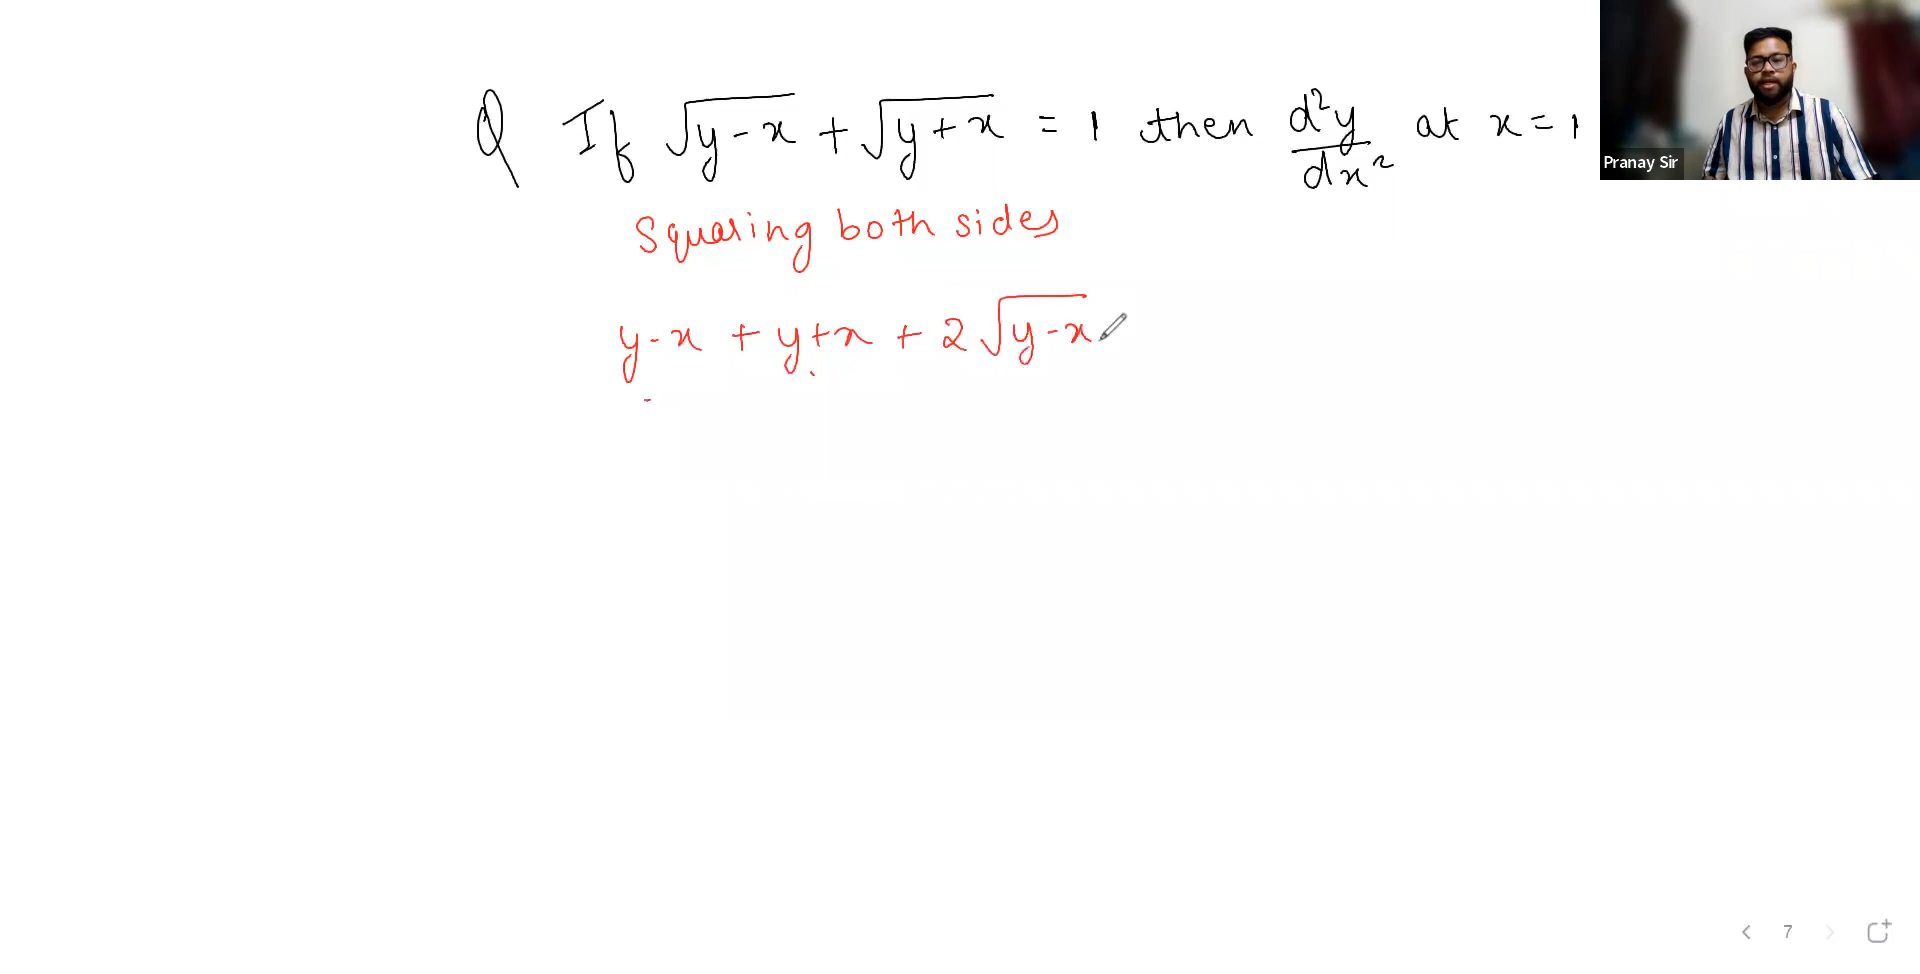 Q If √(y-x) + √(y+x) = 1 then d²y/dx² at x = 1
Pranay Sir
Squaring both sides
y-x + y+x + 2√(y-x)
7